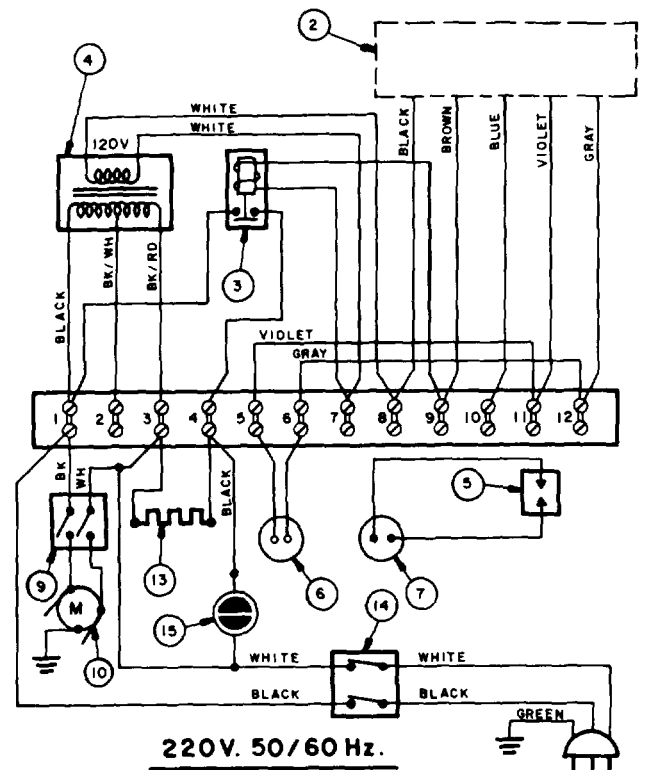 2
4
WHITE
WHITE
120V
BLACK
BROWN
BLUE
VIOLET
GRAY
BLACK
BK/WH
BK/RD
3
VIOLET
GRAY
1 2 3 4 5 6 7 8 9 10 11 12
BK
WH
BLACK
5
9
13
6
7
M
10
15
14
WHITE
WHITE
BLACK
BLACK
GREEN
220V. 50/60 Hz.